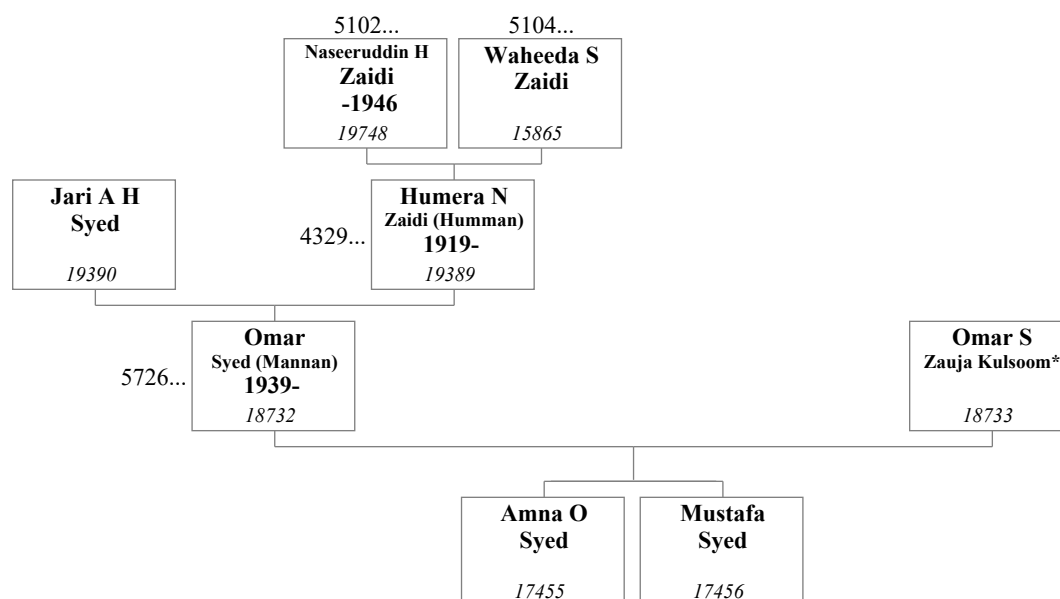 5102...
5104...
Naseeruddin H
Zaidi
-1946
19748
Waheeda S
Zaidi
15865
Jari A H
Syed
19390
4329...
Humera N
Zaidi (Humman)
1919-
19389
5726...
Omar
Syed (Mannan)
1939-
18732
Omar S
Zauja Kulsoom*
18733
Amna O
Syed
17455
Mustafa
Syed
17456